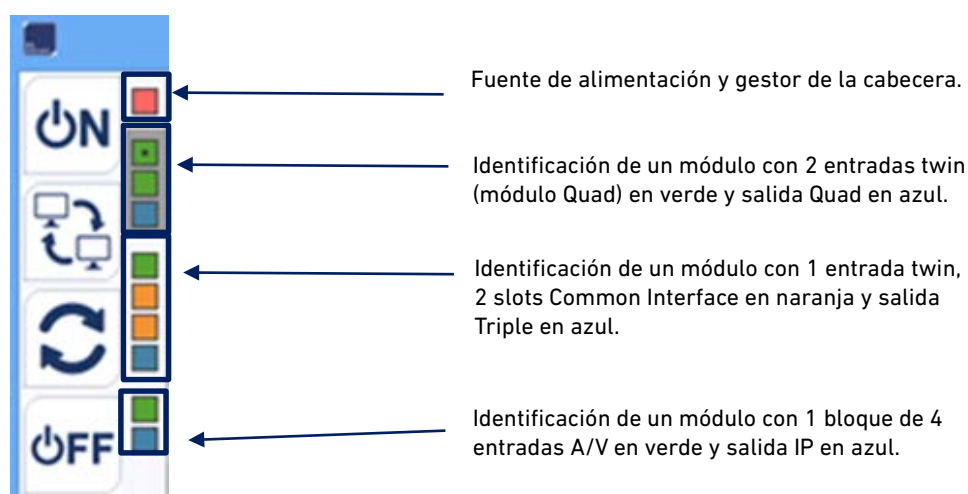 ON
OFF
Fuente de alimentación y gestor de la cabecera.
Identificación de un módulo con 2 entradas twin
(módulo Quad) en verde y salida Quad en azul.
Identificación de un módulo con 1 entrada twin,
2 slots Common Interface en naranja y salida
Triple en azul.
Identificación de un módulo con 1 bloque de 4
entradas A/V en verde y salida IP en azul.